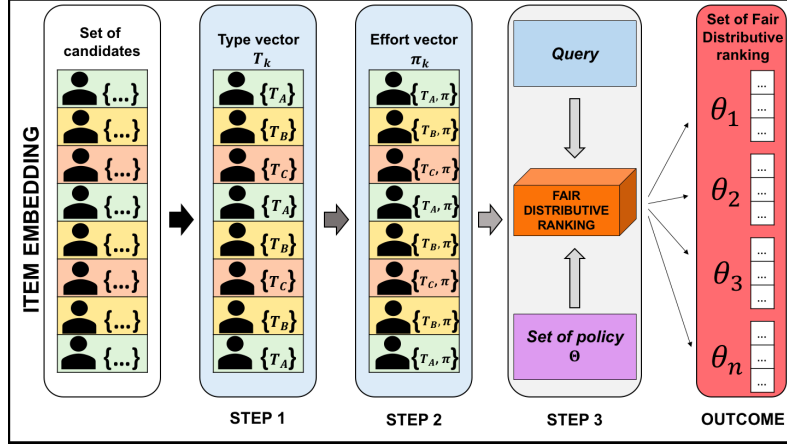 ITEM EMBEDDING
Set of
candidates
{...}
{...}
{...}
{...}
{...}
{...}
{...}
{...}
Type vector
T_k
{T_A}
{T_B}
{T_C}
{T_A}
{T_B}
{T_C}
{T_B}
{T_A}
STEP 1
Effort vector
π_k
{T_A, π}
{T_B, π}
{T_C, π}
{T_A, π}
{T_B, π}
{T_C, π}
{T_B, π}
{T_A, π}
STEP 2
Query
FAIR
DISTRIBUTIVE
RANKING
Set of policy
Θ
STEP 3
Set of Fair
Distributive
ranking
θ_1
...
...
...
θ_2
...
...
...
θ_3
...
...
...
θ_n
...
...
...
OUTCOME